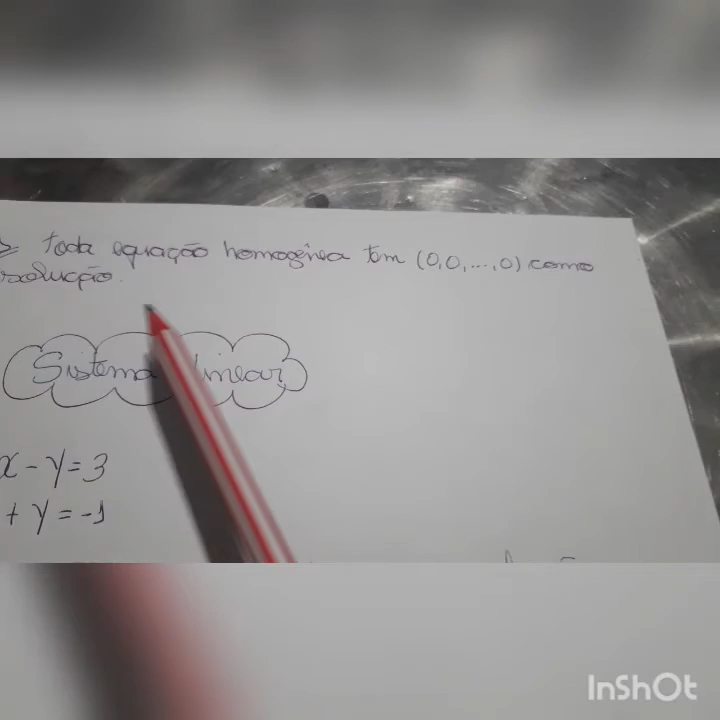 toda equação homogênea tem (0,0,...,0) como
solução.
Sistema linear
x - y = 3
+ y = -1
InShOt